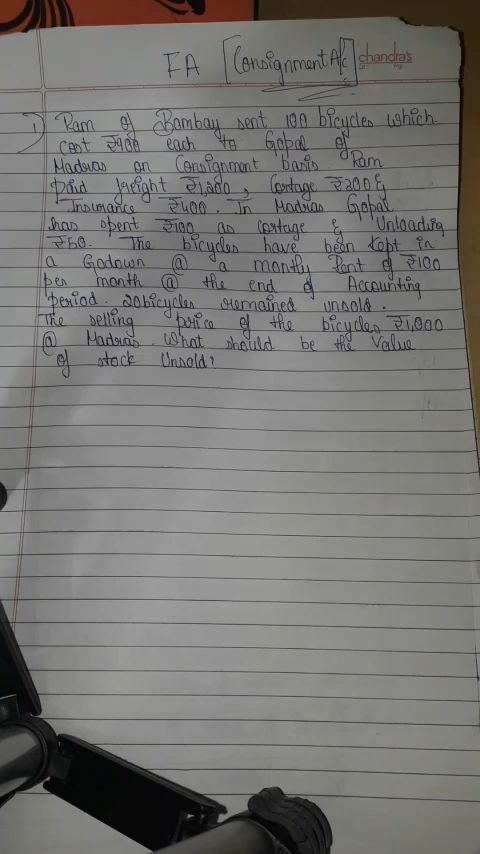 FA [Consignment A/c]
chandra's
1) Ram of Bombay sent 100 bicycles which
cost ₹900 each to Gopal of
Madras on Consignment basis. Ram
paid freight ₹1,200, Cartage ₹200 &
Insurance ₹400. In Madras Gopal
has spent ₹100 as cartage & Unloading
₹50. The bicycles have been kept in
a Godown @ a montly Rent of ₹100
per month @ the end of Accounting
period. 20 bicycles remained unsold.
The selling price of the bicycles ₹1,000
@ Madras. What should be the Value
of stock Unsold?